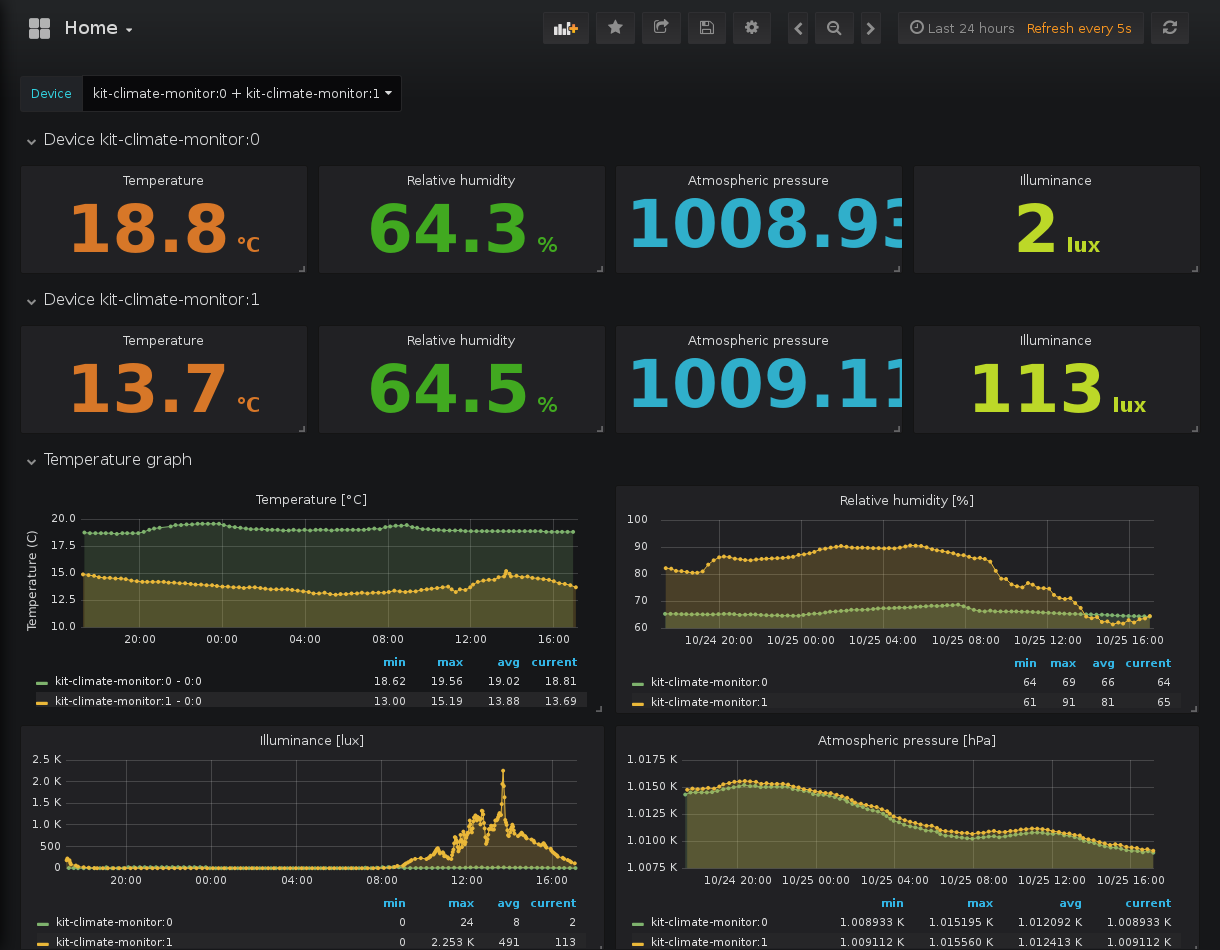 Home
Last 24 hours Refresh every 5s
Device kit-climate-monitor:0 + kit-climate-monitor:1
Device kit-climate-monitor:0
Temperature Relative humidity Atmospheric pressure Illuminance
18.8 °C 64.3 % 1008.93 2 lux
Device kit-climate-monitor:1
Temperature Relative humidity Atmospheric pressure Illuminance
13.7 °C 64.5 % 1009.11 113 lux
Temperature graph
Temperature [°C]
Temperature (C)
20.0
17.5
15.0
12.5
10.0
20:00 00:00 04:00 08:00 12:00 16:00
min max avg current
kit-climate-monitor:0 - 0:0 18.62 19.56 19.02 18.81
kit-climate-monitor:1 - 0:0 13.00 15.19 13.88 13.69
Relative humidity [%]
100
90
80
70
60
10/24 20:00 10/25 00:00 10/25 04:00 10/25 08:00 10/25 12:00 10/25 16:00
min max avg current
kit-climate-monitor:0 64 69 66 64
kit-climate-monitor:1 61 91 81 65
Illuminance [lux]
2.5 K
2.0 K
1.5 K
1.0 K
500
0
20:00 00:00 04:00 08:00 12:00 16:00
min max avg current
kit-climate-monitor:0 0 24 8 2
kit-climate-monitor:1 0 2.253 K 491 113
Atmospheric pressure [hPa]
1.0175 K
1.0150 K
1.0125 K
1.0100 K
1.0075 K
10/24 20:00 10/25 00:00 10/25 04:00 10/25 08:00 10/25 12:00 10/25 16:00
min max avg current
kit-climate-monitor:0 1.008933 K 1.015195 K 1.012092 K 1.008933 K
kit-climate-monitor:1 1.009112 K 1.015560 K 1.012413 K 1.009112 K